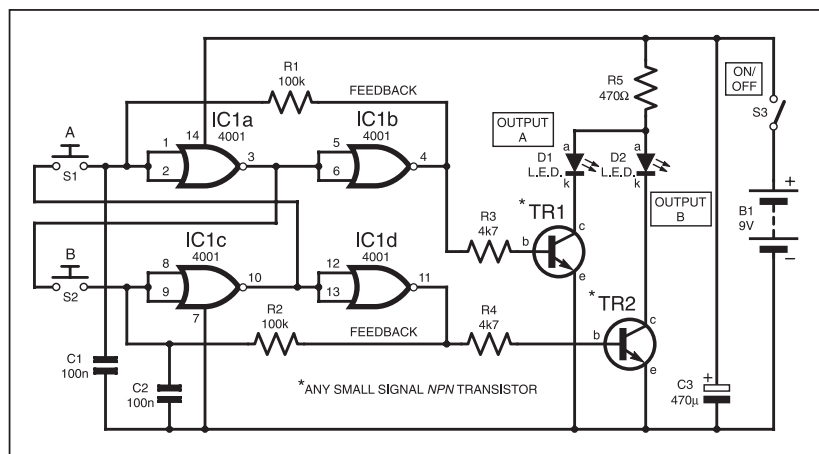 R1
100k
FEEDBACK
R5
470Ω
ON/
OFF
S3
A
S1
IC1a
4001
14
1
2
3
IC1b
4001
5
6
4
OUTPUT
A
D1
L.E.D.
a
k
D2
L.E.D.
a
k
OUTPUT
B
+
B1
9V
−
R3
4k7
*TR1
b
c
e
B
S2
IC1c
4001
8
9
10
7
IC1d
4001
12
13
11
R2
100k
FEEDBACK
R4
4k7
*TR2
b
c
e
C1
100n
C2
100n
*ANY SMALL SIGNAL NPN TRANSISTOR
C3
470µ
+